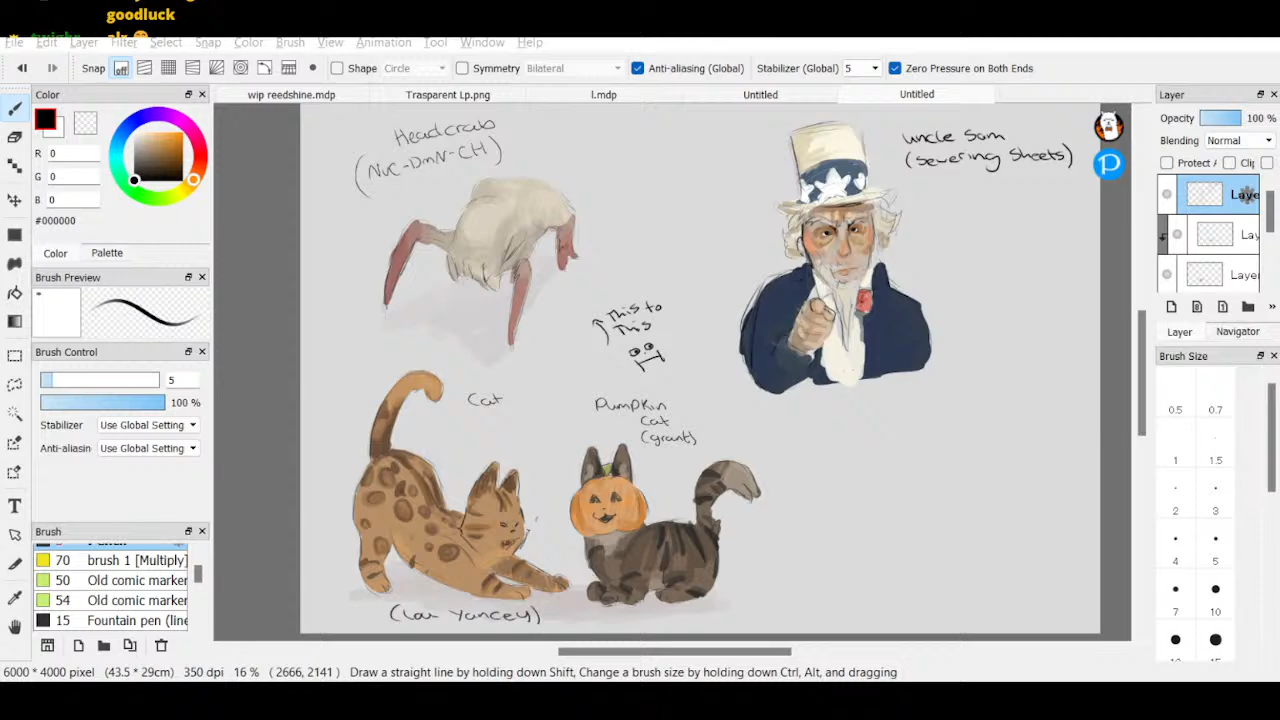 goodluck
File Edit Layer Filter Select Snap Color Brush View Animation Tool Window Help
Snap off Shape Circle Symmetry Bilateral Anti-aliasing (Global) Stabilizer (Global) 5 Zero Pressure on Both Ends
Color
wip reedshine.mdp Trasparent Lp.png l.mdp Untitled Untitled
Layer
R 0
G 0
B 0
#000000
Color Palette
Brush Preview
Brush Control
5
100 %
Stabilizer Use Global Setting
Anti-aliasin Use Global Setting
Brush
70 brush 1 [Multiply]
50 Old comic marker
54 Old comic marker
15 Fountain pen (line
Headcrab
(NVC-DMN-CH)
uncle Sam
(Severing Sheets)
This to
This
Cat
Pumpkin
Cat
(grant)
(Lou Yancey)
Opacity 100 %
Blending Normal
Protect Clip
Laye
Lay
Layer
Layer Navigator
Brush Size
0.5 0.7
1 1.5
2 3
4 5
7 10
6000 * 4000 pixel (43.5 * 29cm) 350 dpi 16 % ( 2666, 2141 ) Draw a straight line by holding down Shift, Change a brush size by holding down Ctrl, Alt, and dragging